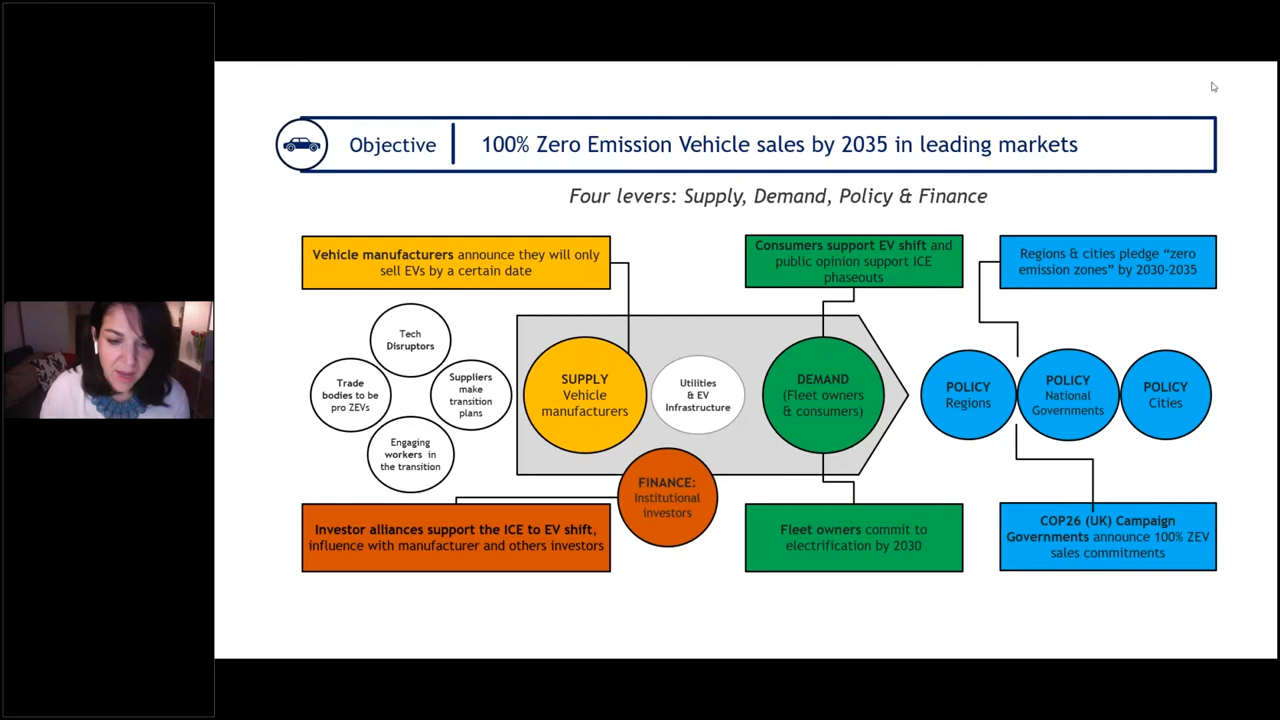 Objective
100% Zero Emission Vehicle sales by 2035 in leading markets
Four levers: Supply, Demand, Policy & Finance
Vehicle manufacturers announce they will only
sell EVs by a certain date
Consumers support EV shift and
public opinion support ICE
phaseouts
Regions & cities pledge “zero
emission zones” by 2030-2035
Tech
Disruptors
Trade
bodies to be
pro ZEVs
Suppliers
make
transition
plans
Engaging
workers in
the transition
SUPPLY
Vehicle
manufacturers
Utilities
& EV
Infrastructure
DEMAND
(Fleet owners
& consumers)
POLICY
Regions
POLICY
National
Governments
POLICY
Cities
FINANCE:
Institutional
investors
Investor alliances support the ICE to EV shift,
influence with manufacturer and others investors
Fleet owners commit to
electrification by 2030
COP26 (UK) Campaign
Governments announce 100% ZEV
sales commitments